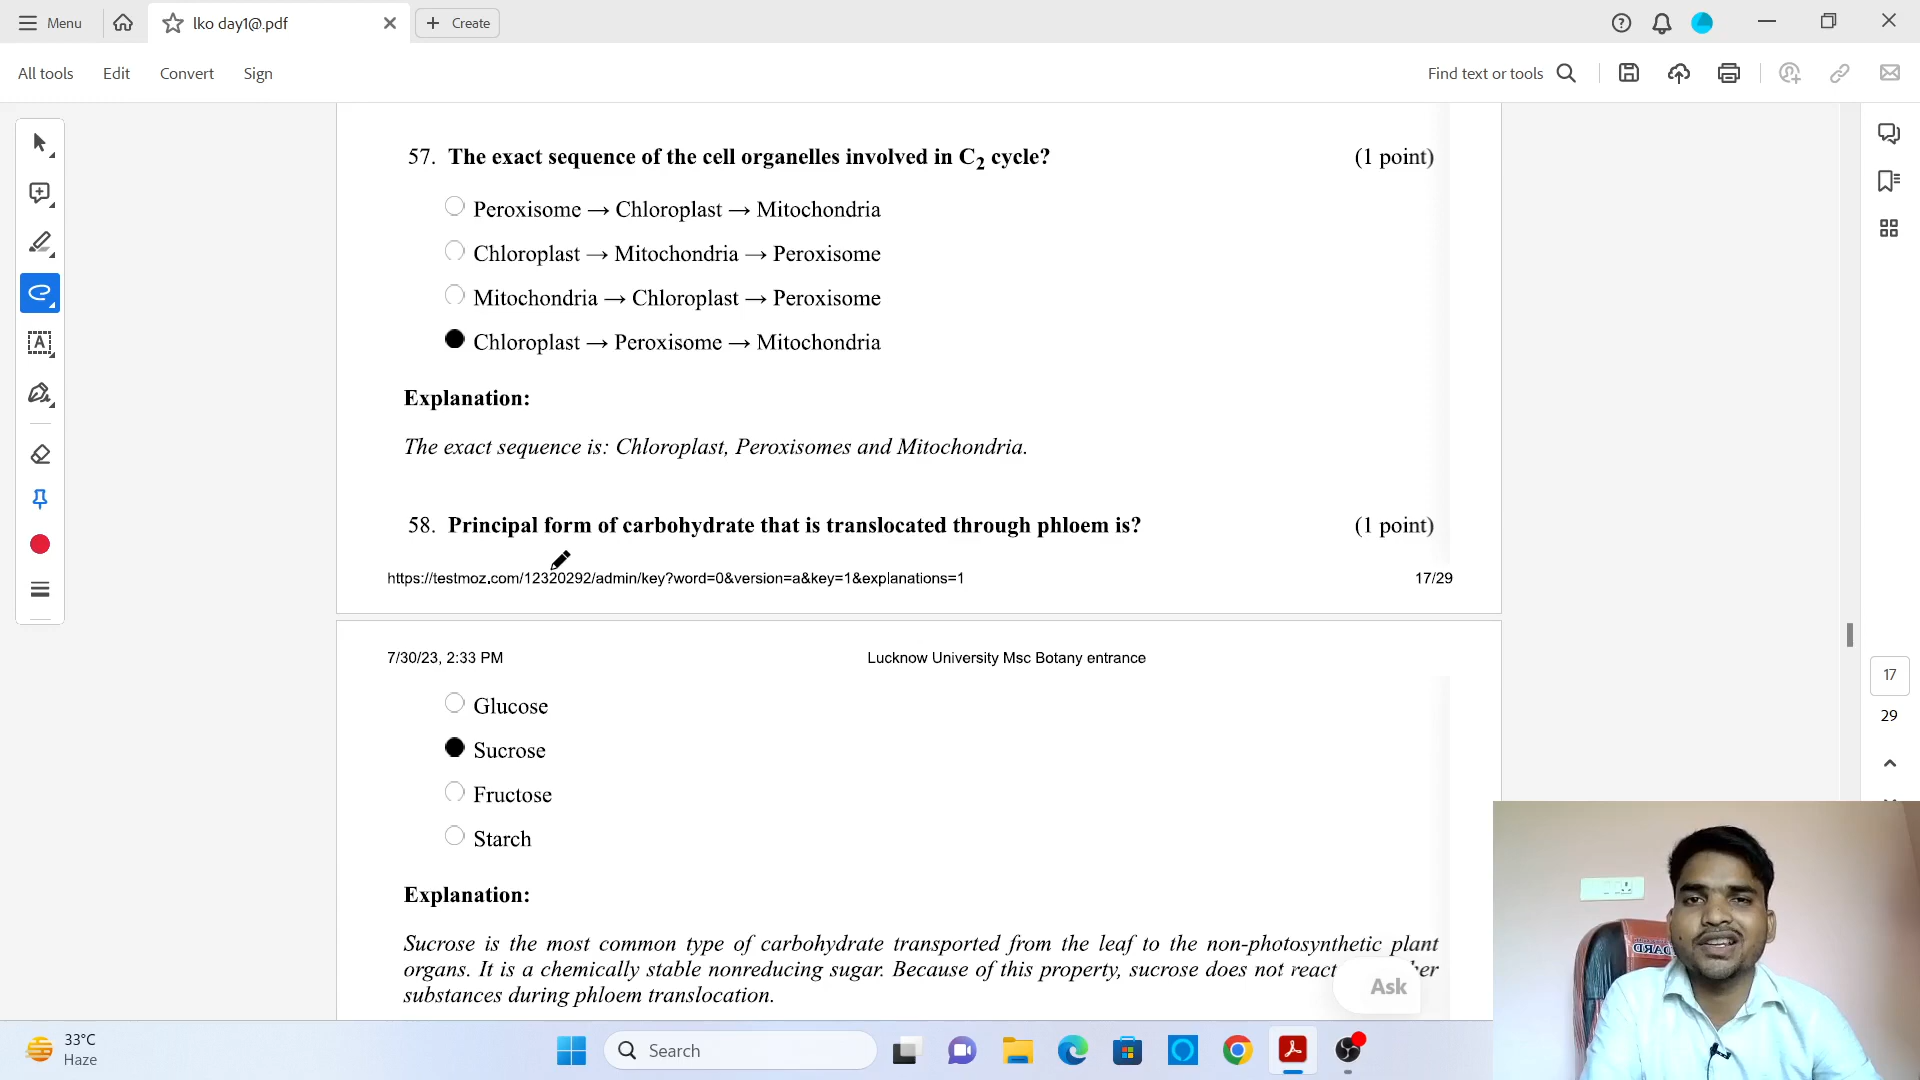 Menu
lko day1@.pdf
Create
All tools
Edit
Convert
Sign
Find text or tools
57. The exact sequence of the cell organelles involved in C2 cycle? (1 point)
Peroxisome → Chloroplast → Mitochondria
Chloroplast → Mitochondria → Peroxisome
Mitochondria → Chloroplast → Peroxisome
Chloroplast → Peroxisome → Mitochondria
Explanation:
The exact sequence is: Chloroplast, Peroxisomes and Mitochondria.
58. Principal form of carbohydrate that is translocated through phloem is? (1 point)
https://testmoz.com/12320292/admin/key?word=0&version=a&key=1&explanations=1 17/29
7/30/23, 2:33 PM Lucknow University Msc Botany entrance
Glucose
Sucrose
Fructose
Starch
Explanation:
Sucrose is the most common type of carbohydrate transported from the leaf to the non-photosynthetic plant
organs. It is a chemically stable nonreducing sugar. Because of this property, sucrose does not react
substances during phloem translocation.
Ask
17
29
33°C
Haze
Search